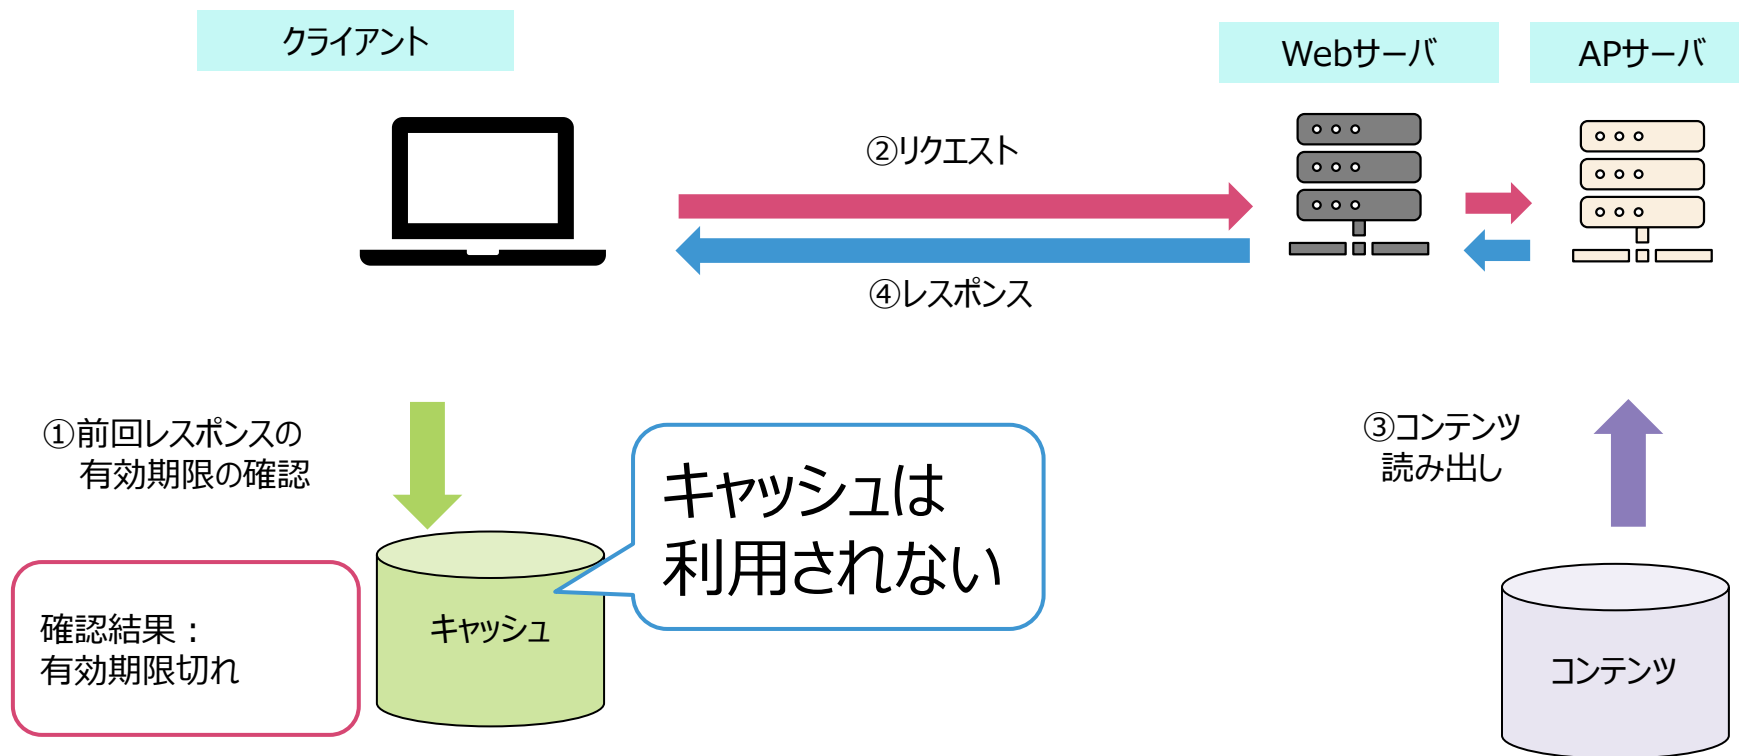 クライアント
Webサーバ
APサーバ
②リクエスト
④レスポンス
①前回レスポンスの
有効期限の確認
キャッシュは
利用されない
③コンテンツ
読み出し
確認結果：
有効期限切れ
キャッシュ
コンテンツ